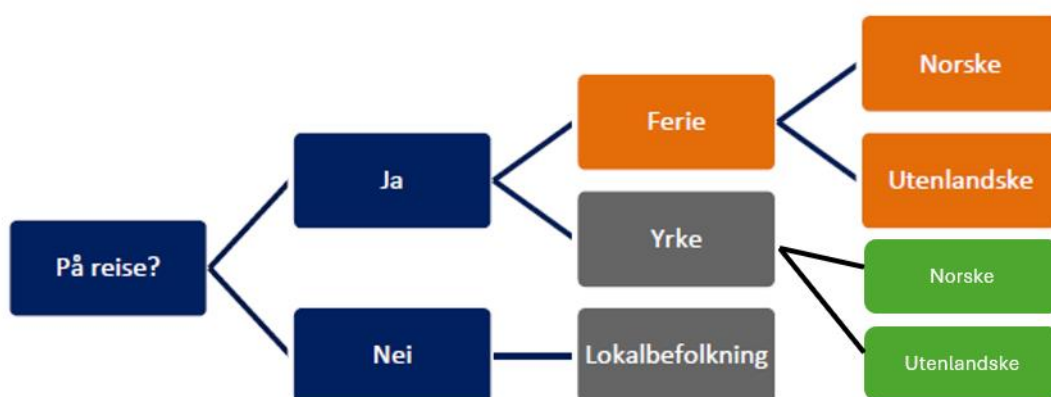 På reise?
Ja
Nei
Ferie
Yrke
Lokalbefolkning
Norske
Utenlandske
Norske
Utenlandske